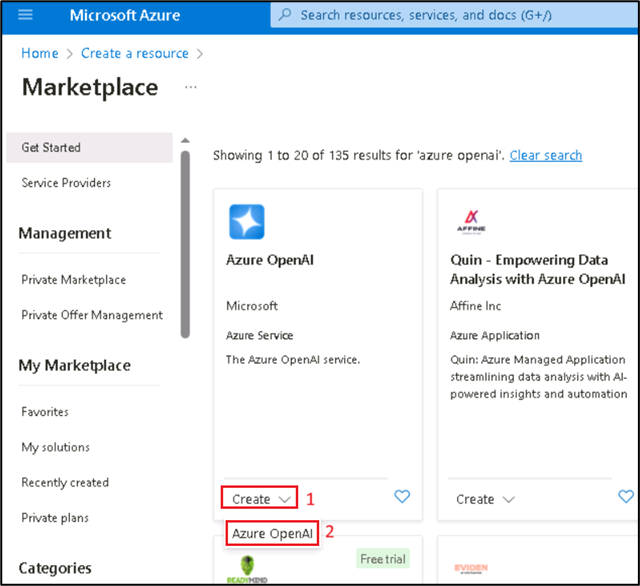 Microsoft Azure
Search resources, services, and docs (G+/)
Home > Create a resource >
Marketplace ...
Get Started
Service Providers
Management
Private Marketplace
Private Offer Management
My Marketplace
Favorites
My solutions
Recently created
Private plans
Categories
Showing 1 to 20 of 135 results for 'azure openai'. Clear search
Azure OpenAI
Microsoft
Azure Service
The Azure OpenAI service.
Create 1
Azure OpenAI 2
AFFINE
Quin - Empowering Data
Analysis with Azure OpenAI
Affine Inc
Azure Application
Quin: Azure Managed Application
streamlining data analysis with AI-
powered insights and automation
Create
READYMIND
Free trial
EVIDEN